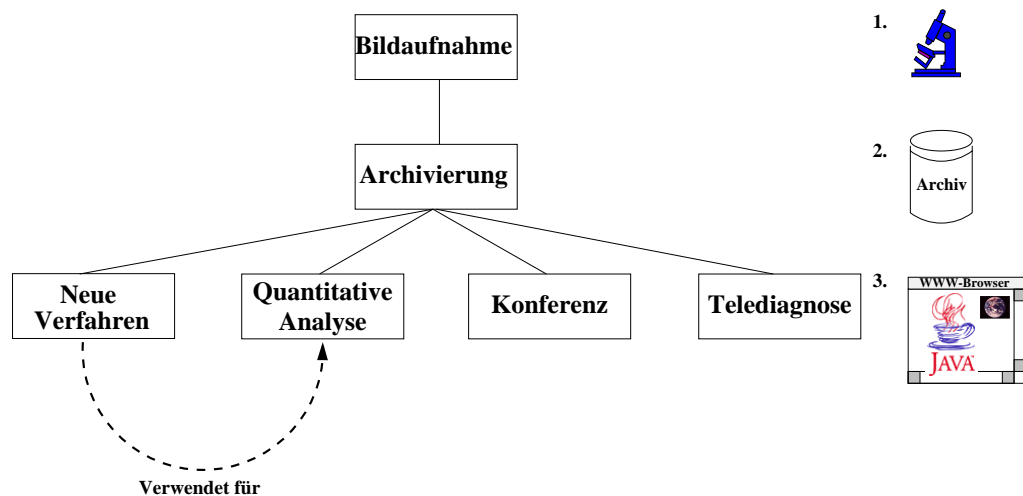 Bildaufnahme
1.
Archivierung
2.
Archiv
Neue
Verfahren
Quantitative
Analyse
Konferenz
Telediagnose
3.
WWW-Browser
JAVA
Verwendet für